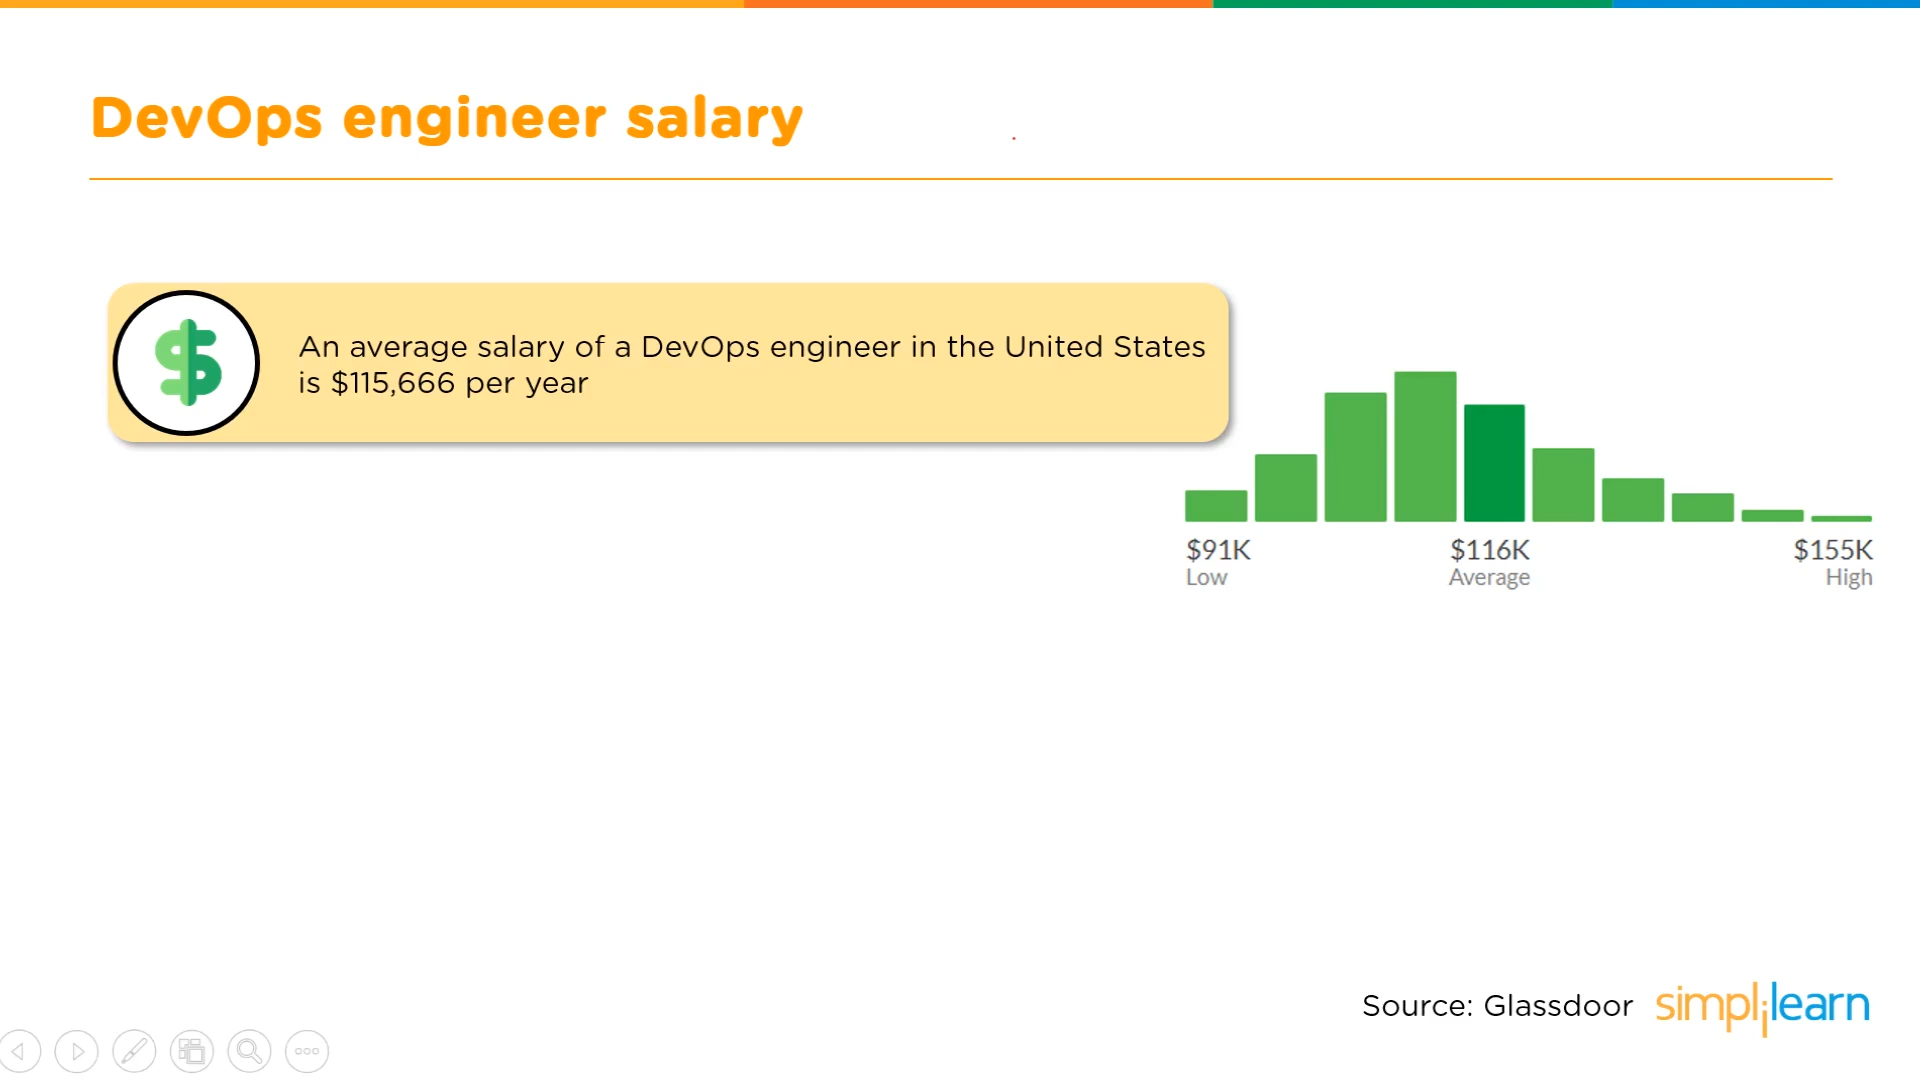 DevOps engineer salary
An average salary of a DevOps engineer in the United States
is $115,666 per year
$91K
Low
$116K
Average
$155K
High
Source: Glassdoor
simplilearn